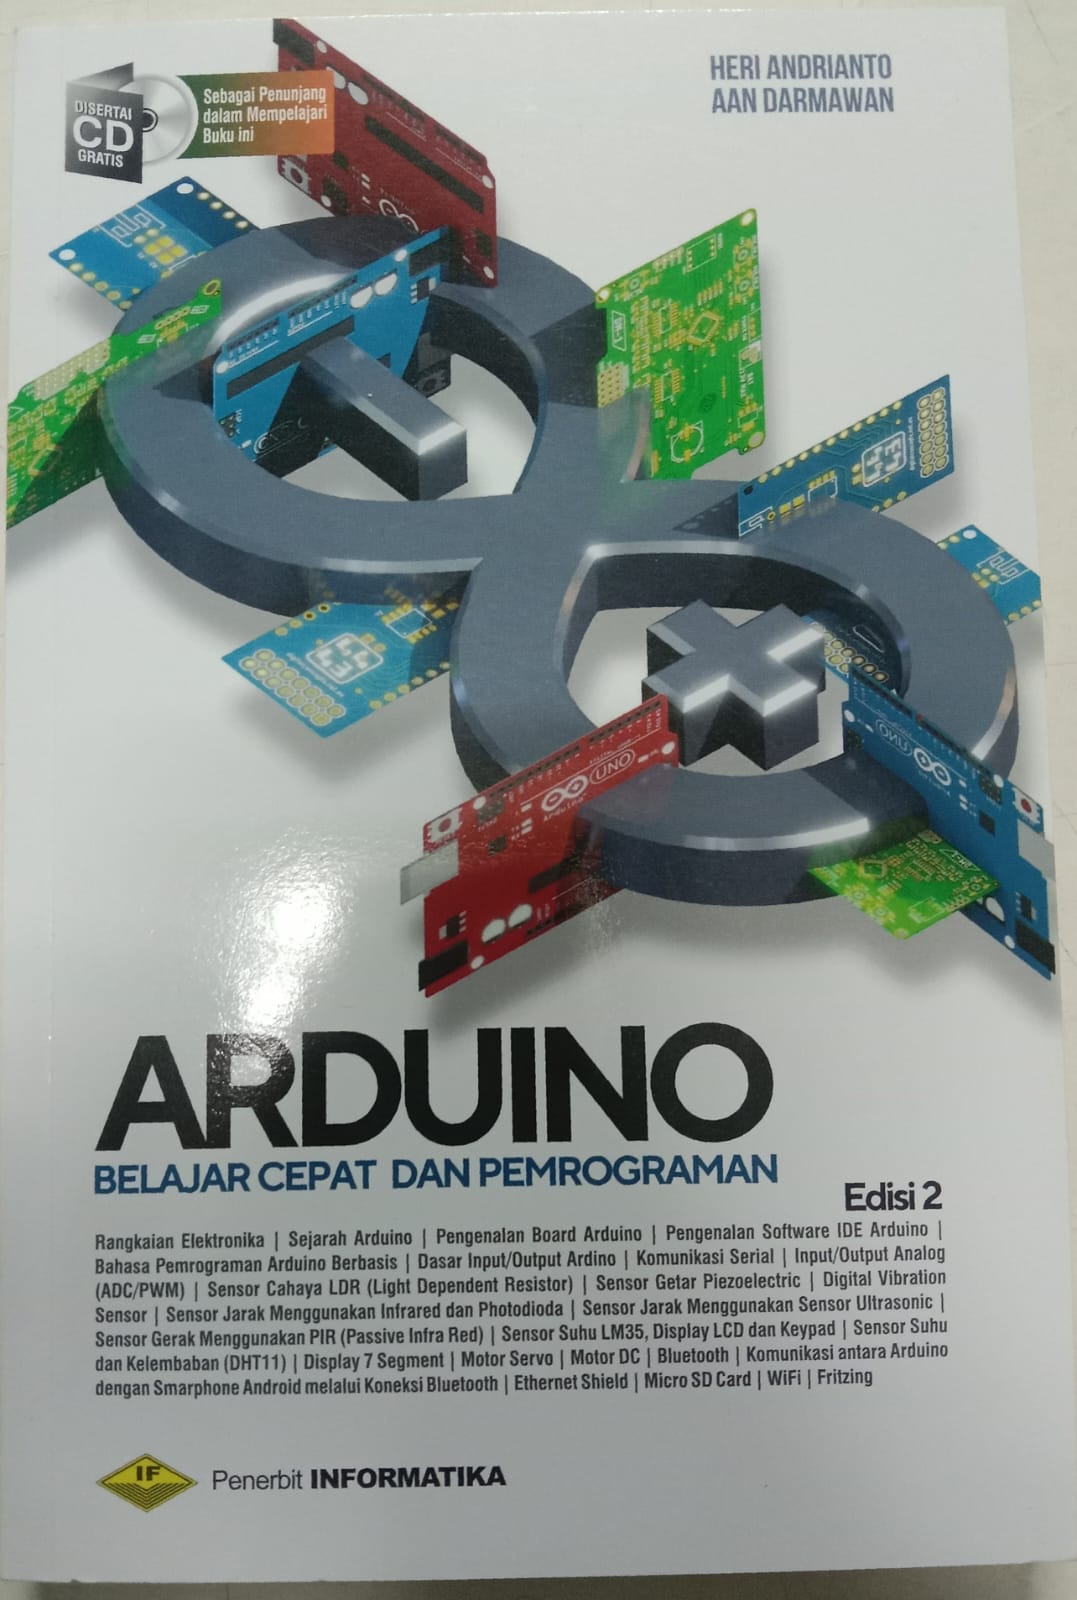 DISERTAI
CD
GRATIS
Sebagai Penunjang
dalam Mempelajari
Buku ini
HERI ANDRIANTO
AAN DARMAWAN
UNO
Arduino
UNO
ARDUINO
BELAJAR CEPAT DAN PEMROGRAMAN
Edisi 2
Rangkaian Elektronika | Sejarah Arduino | Pengenalan Board Arduino | Pengenalan Software IDE Arduino |
Bahasa Pemrograman Arduino Berbasis | Dasar Input/Output Ardino | Komunikasi Serial | Input/Output Analog
(ADC/PWM) | Sensor Cahaya LDR (Light Dependent Resistor) | Sensor Getar Piezoelectric | Digital Vibration
Sensor | Sensor Jarak Menggunakan Infrared dan Photodioda | Sensor Jarak Menggunakan Sensor Ultrasonic |
Sensor Gerak Menggunakan PIR (Passive Infra Red) | Sensor Suhu LM35, Display LCD dan Keypad | Sensor Suhu
dan Kelembaban (DHT11) | Display 7 Segment | Motor Servo | Motor DC | Bluetooth | Komunikasi antara Arduino
dengan Smarphone Android melalui Koneksi Bluetooth | Ethernet Shield | Micro SD Card | WiFi | Fritzing
IF
Penerbit INFORMATIKA